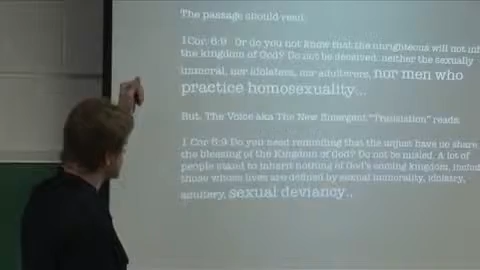 The passage should read:
1 Cor. 6:9 Or do you not know that the unrighteous will not inh
the kingdom of God? Do not be deceived; neither the sexually
immoral, nor idolaters, nor adulterers, nor men who
practice homosexuality...
But, The Voice aka The New Emergent "Translation" reads:
1 Cor 6:9 Do you need reminding that the unjust have no share
the blessing of the Kingdom of God? Do not be misled. A lot of
people stand to inherit nothing of God's coming kingdom, includ
those whose lives are defined by sexual immorality, idolatry,
adultery, sexual deviancy..